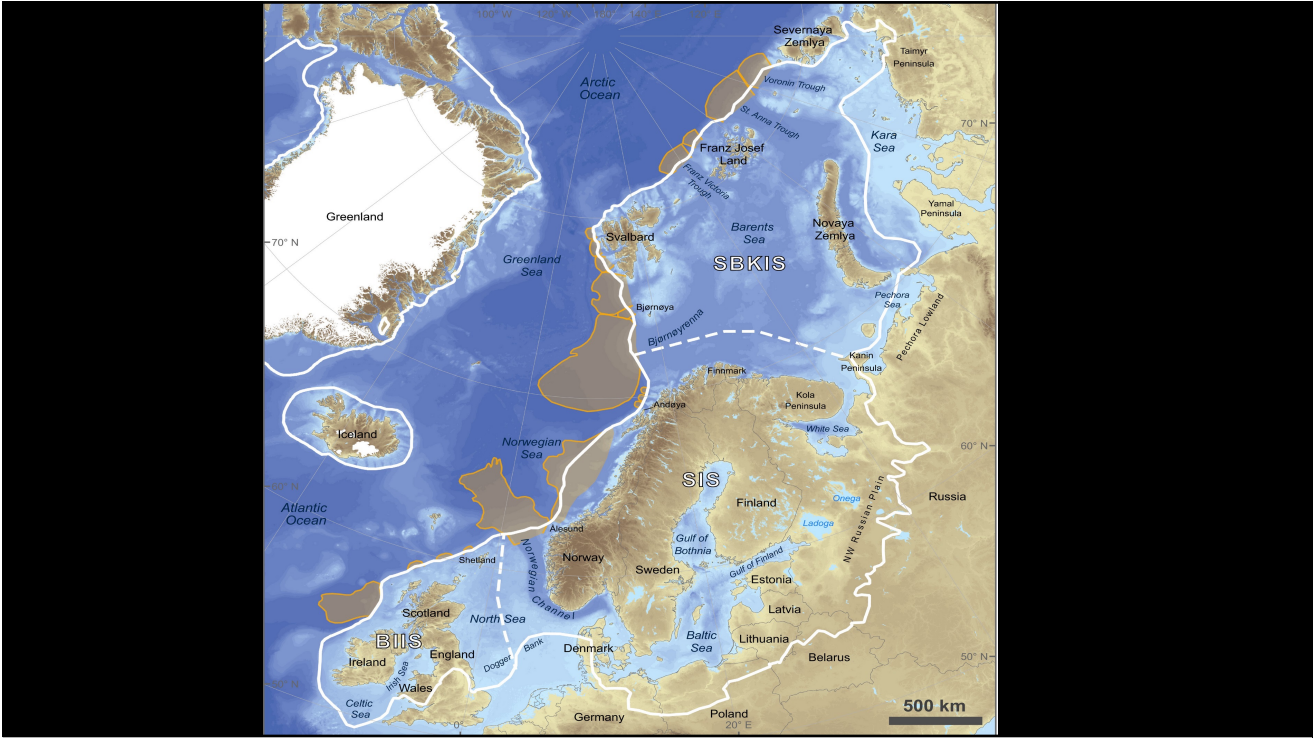 Severnaya
Zemlya
Taimyr
Peninsula
Arctic
Ocean
Voronin Trough
St. Anna Trough
70° N
Kara
Sea
Franz Josef
Land
Franz Victoria
Trough
Yamal
Peninsula
Greenland
Novaya
Zemlya
Barents
Sea
Svalbard
70° N
SBKIS
Greenland
Sea
Pechora
Sea
Bjørnøya
Bjørnøyrenna
Pechora Lowland
Kanin
Peninsula
Finnmark
Kola
Peninsula
Andøya
White Sea
Iceland
Norwegian
Sea
60° N
SIS
60° N
Russia
Onega
Finland
Atlantic
Ocean
Ladoga
NW Russian Plain
Ålesund
Gulf of
Bothnia
Norway
Shetland
Norwegian Channel
Gulf of Finland
Sweden
Estonia
Scotland
North Sea
Latvia
BIIS
Baltic
Sea
Lithuania
Dogger Bank
Denmark
England
Ireland
Irish Sea
Belarus
50° N
Wales
Celtic
Sea
500 km
Germany
Poland
0°
20° E